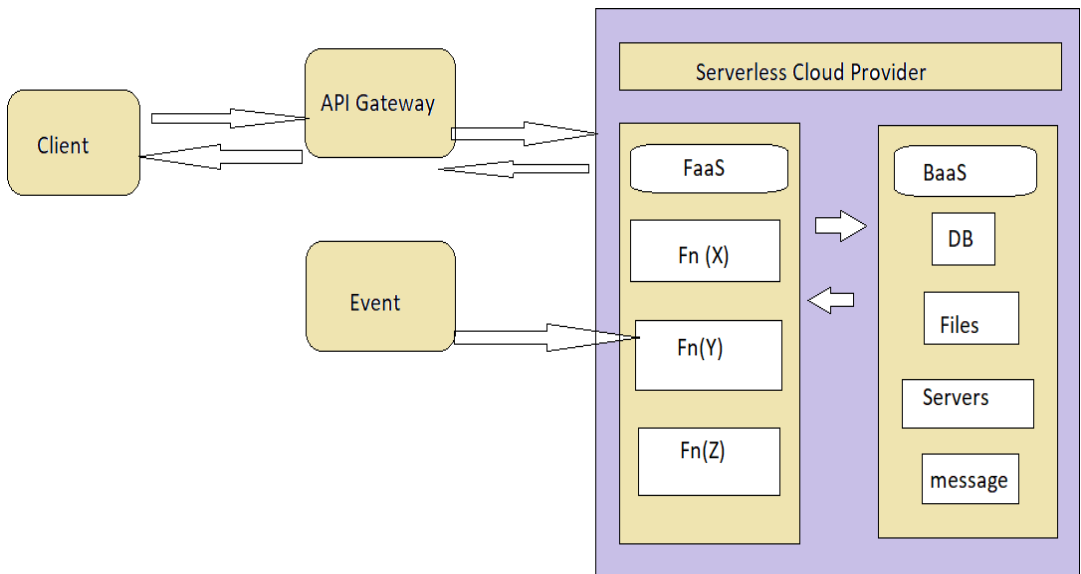 Client
API Gateway
Event
Serverless Cloud Provider
FaaS
Fn (X)
Fn(Y)
Fn(Z)
BaaS
DB
Files
Servers
message